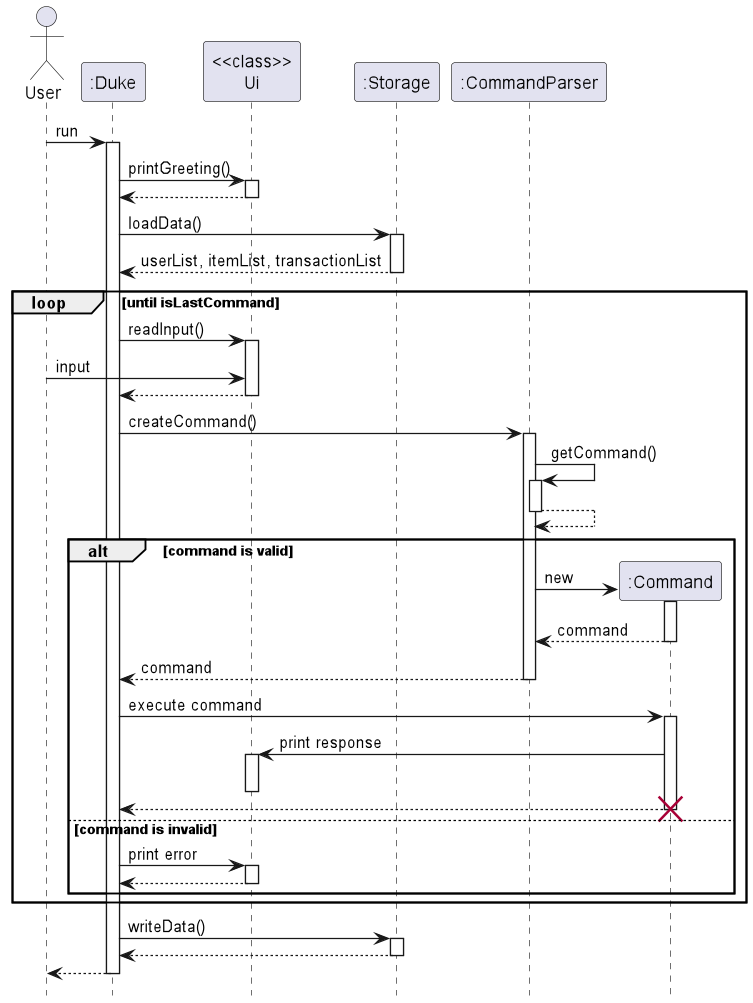 <<class>>
User
:Duke
Ui
:Storage
:CommandParser
run
printGreeting()
loadData()
userList, itemList, transactionList
loop
[until isLastCommand]
readInput()
input
createCommand()
getCommand()
alt
[command is valid]
new
:Command
command
command
execute command
print response
[command is invalid]
print error
writeData()